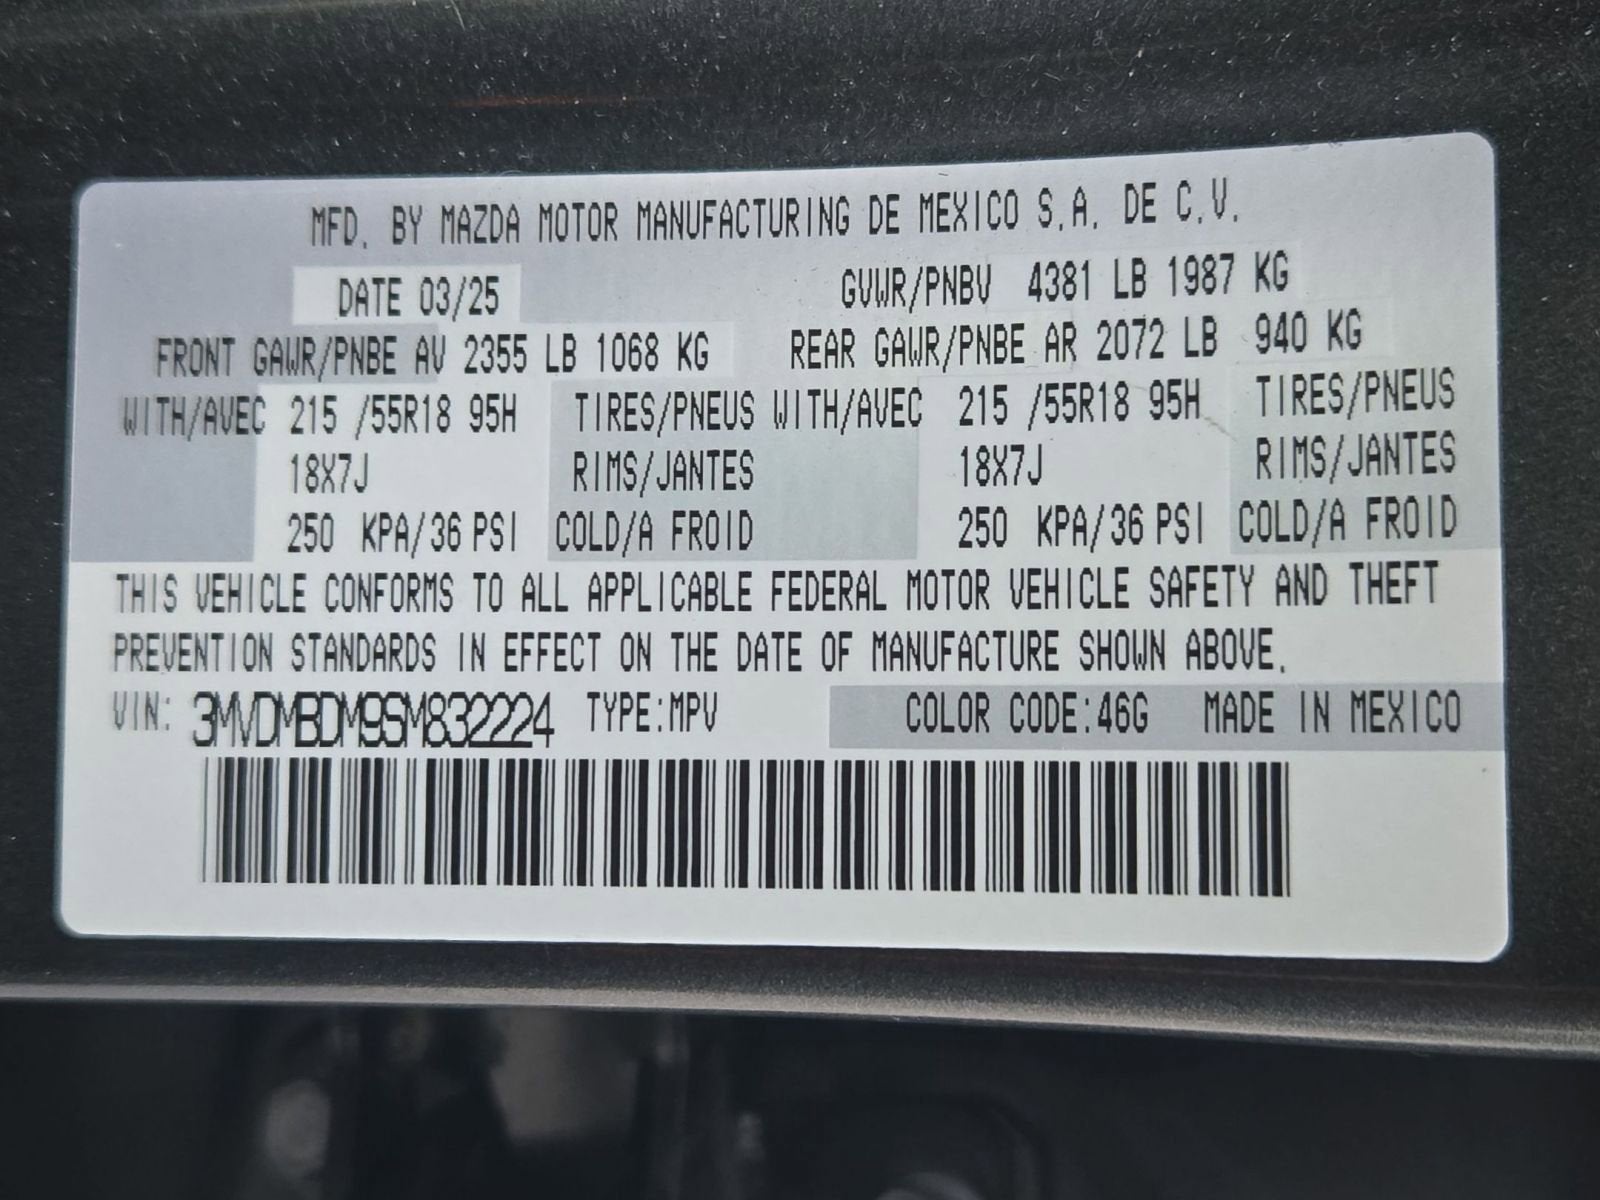 MFD. BY MAZDA MOTOR MANUFACTURING DE MEXICO S.A. DE C.V.
DATE 03/25 GVWR/PNBV 4381 LB 1987 KG
FRONT GAWR/PNBE AV 2355 LB 1068 KG REAR GAWR/PNBE AR 2072 LB 940 KG
WITH/AVEC 215 /55R18 95H TIRES/PNEUS WITH/AVEC 215 /55R18 95H TIRES/PNEUS
18X7J RIMS/JANTES 18X7J RIMS/JANTES
250 KPA/36 PSI COLD/A FROID 250 KPA/36 PSI COLD/A FROID
THIS VEHICLE CONFORMS TO ALL APPLICABLE FEDERAL MOTOR VEHICLE SAFETY AND THEFT
PREVENTION STANDARDS IN EFFECT ON THE DATE OF MANUFACTURE SHOWN ABOVE.
VIN: 3MVDMBDM9SM832224 TYPE:MPV COLOR CODE:46G MADE IN MEXICO